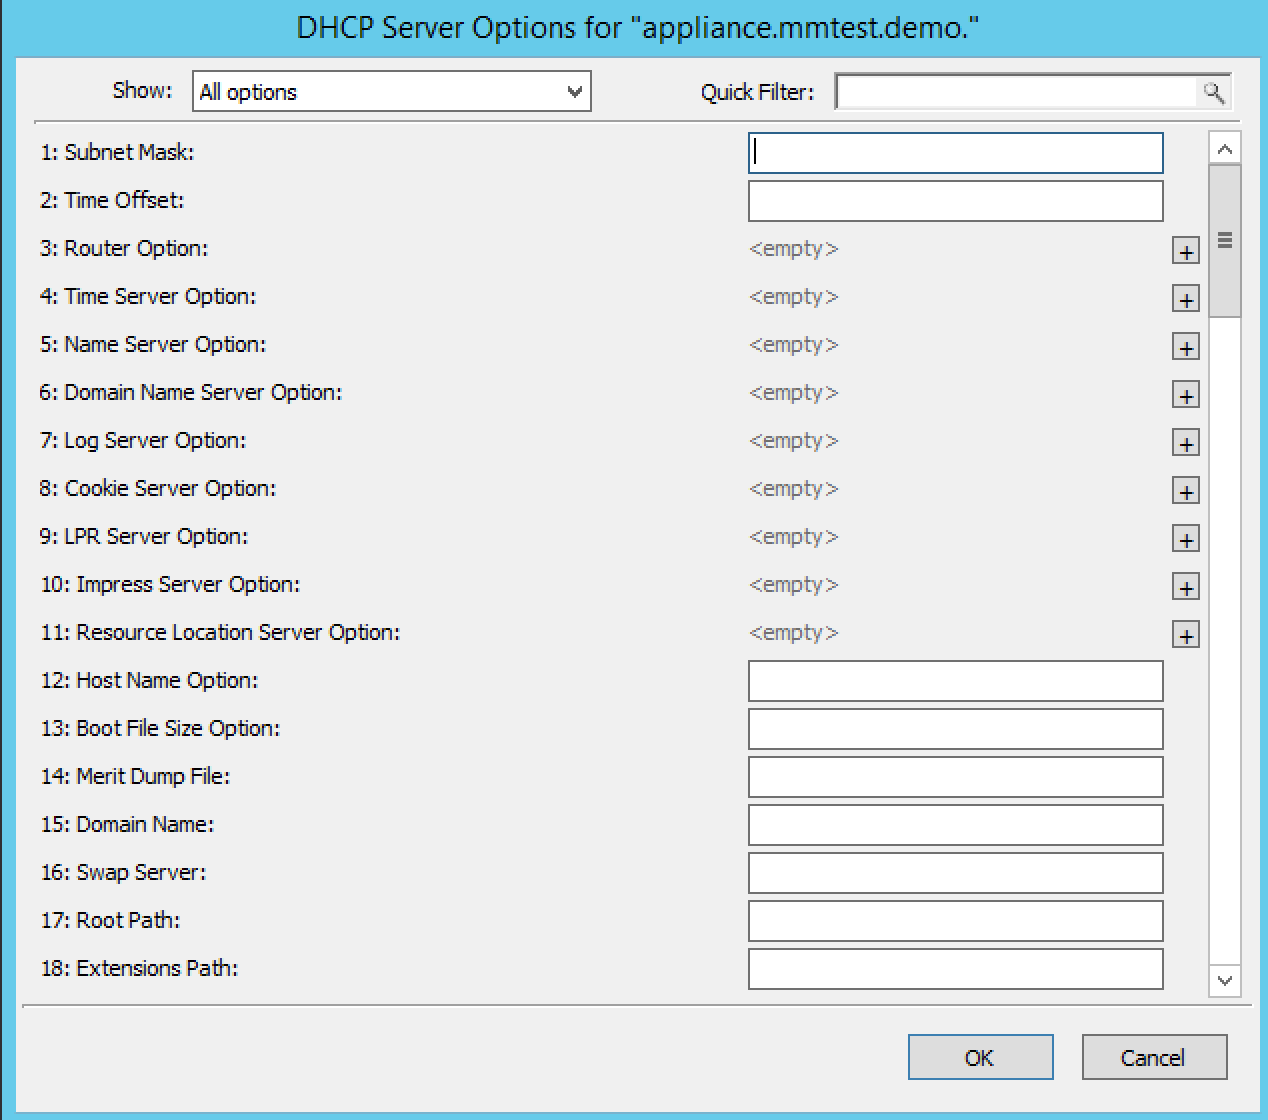 DHCP Server Options for "appliance.mmtest.demo."
Show: All options Quick Filter:
1: Subnet Mask:
2: Time Offset:
3: Router Option: <empty> +
4: Time Server Option: <empty> +
5: Name Server Option: <empty> +
6: Domain Name Server Option: <empty> +
7: Log Server Option: <empty> +
8: Cookie Server Option: <empty> +
9: LPR Server Option: <empty> +
10: Impress Server Option: <empty> +
11: Resource Location Server Option: <empty> +
12: Host Name Option:
13: Boot File Size Option:
14: Merit Dump File:
15: Domain Name:
16: Swap Server:
17: Root Path:
18: Extensions Path:
OK Cancel